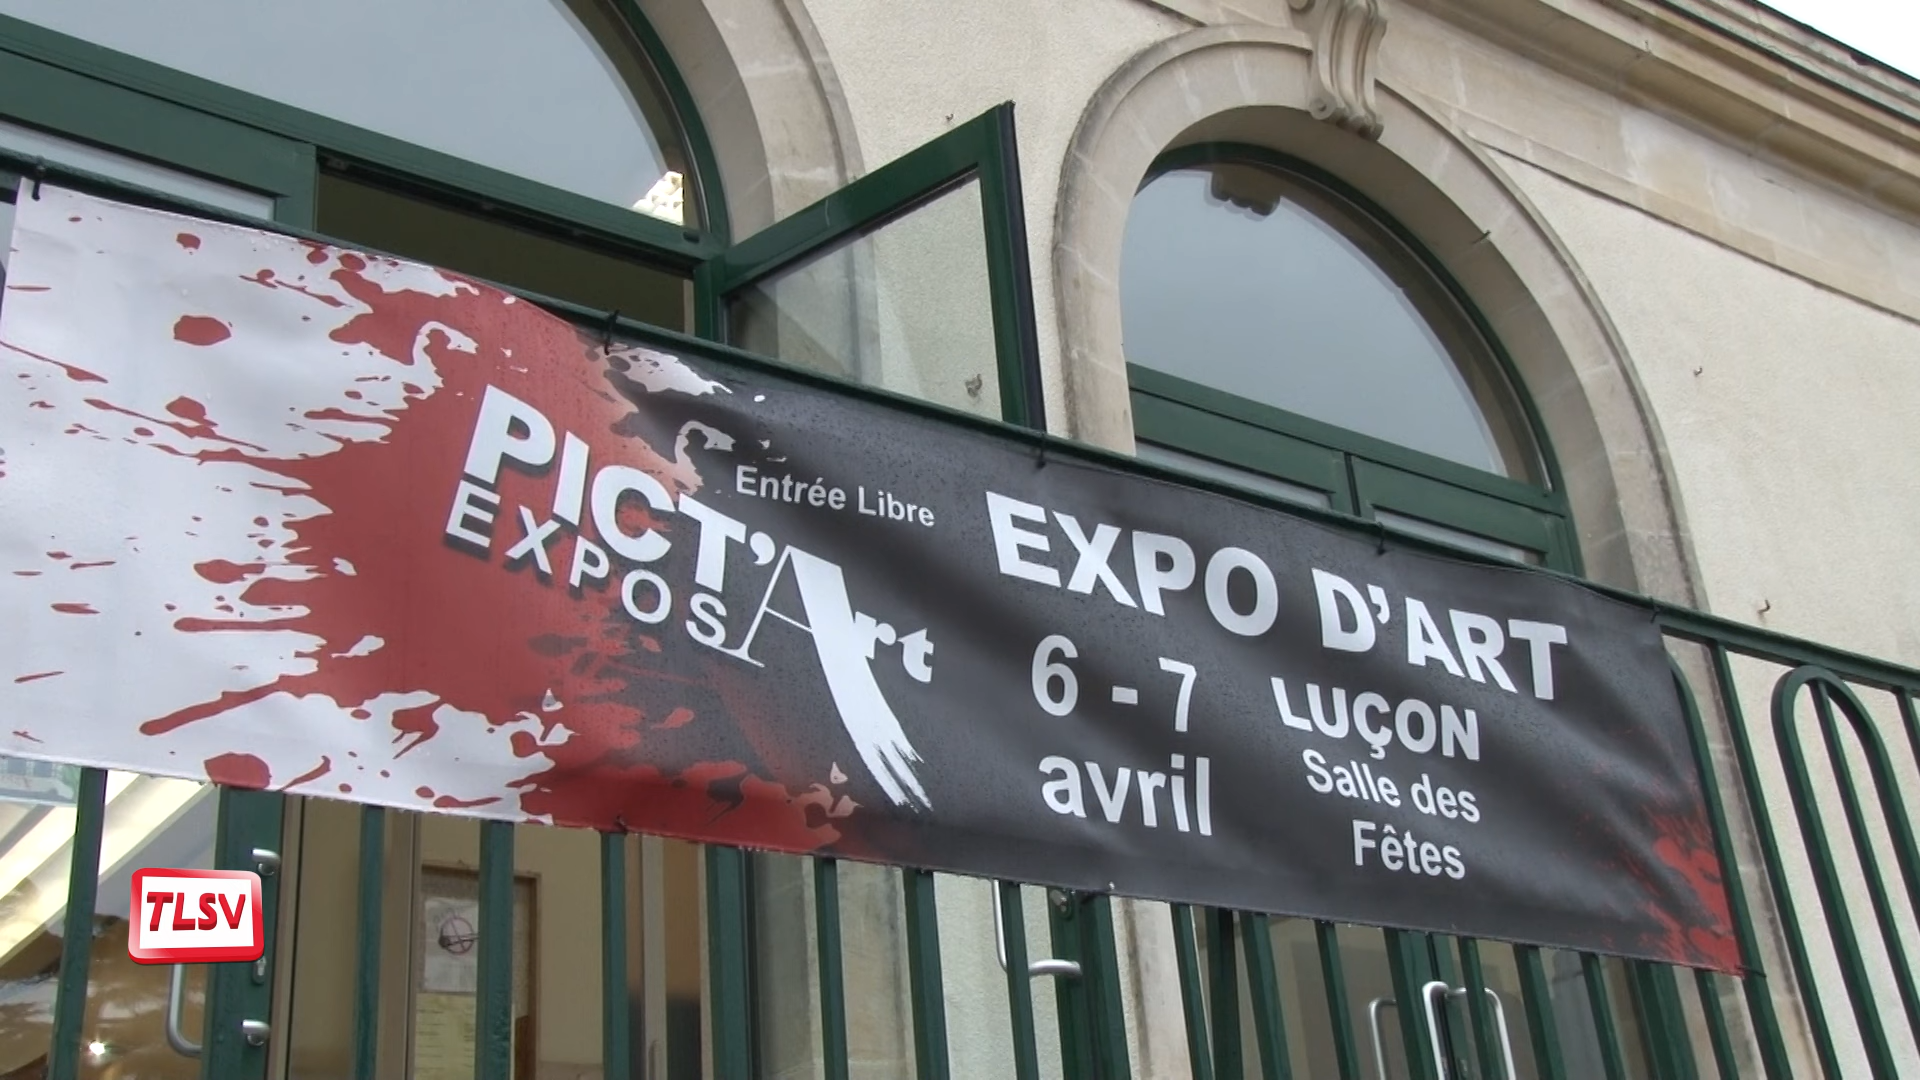 PICT'Art
EXPOS
Entrée Libre
EXPO D'ART
6 - 7
avril
LUÇON
Salle des
Fêtes
TLSV